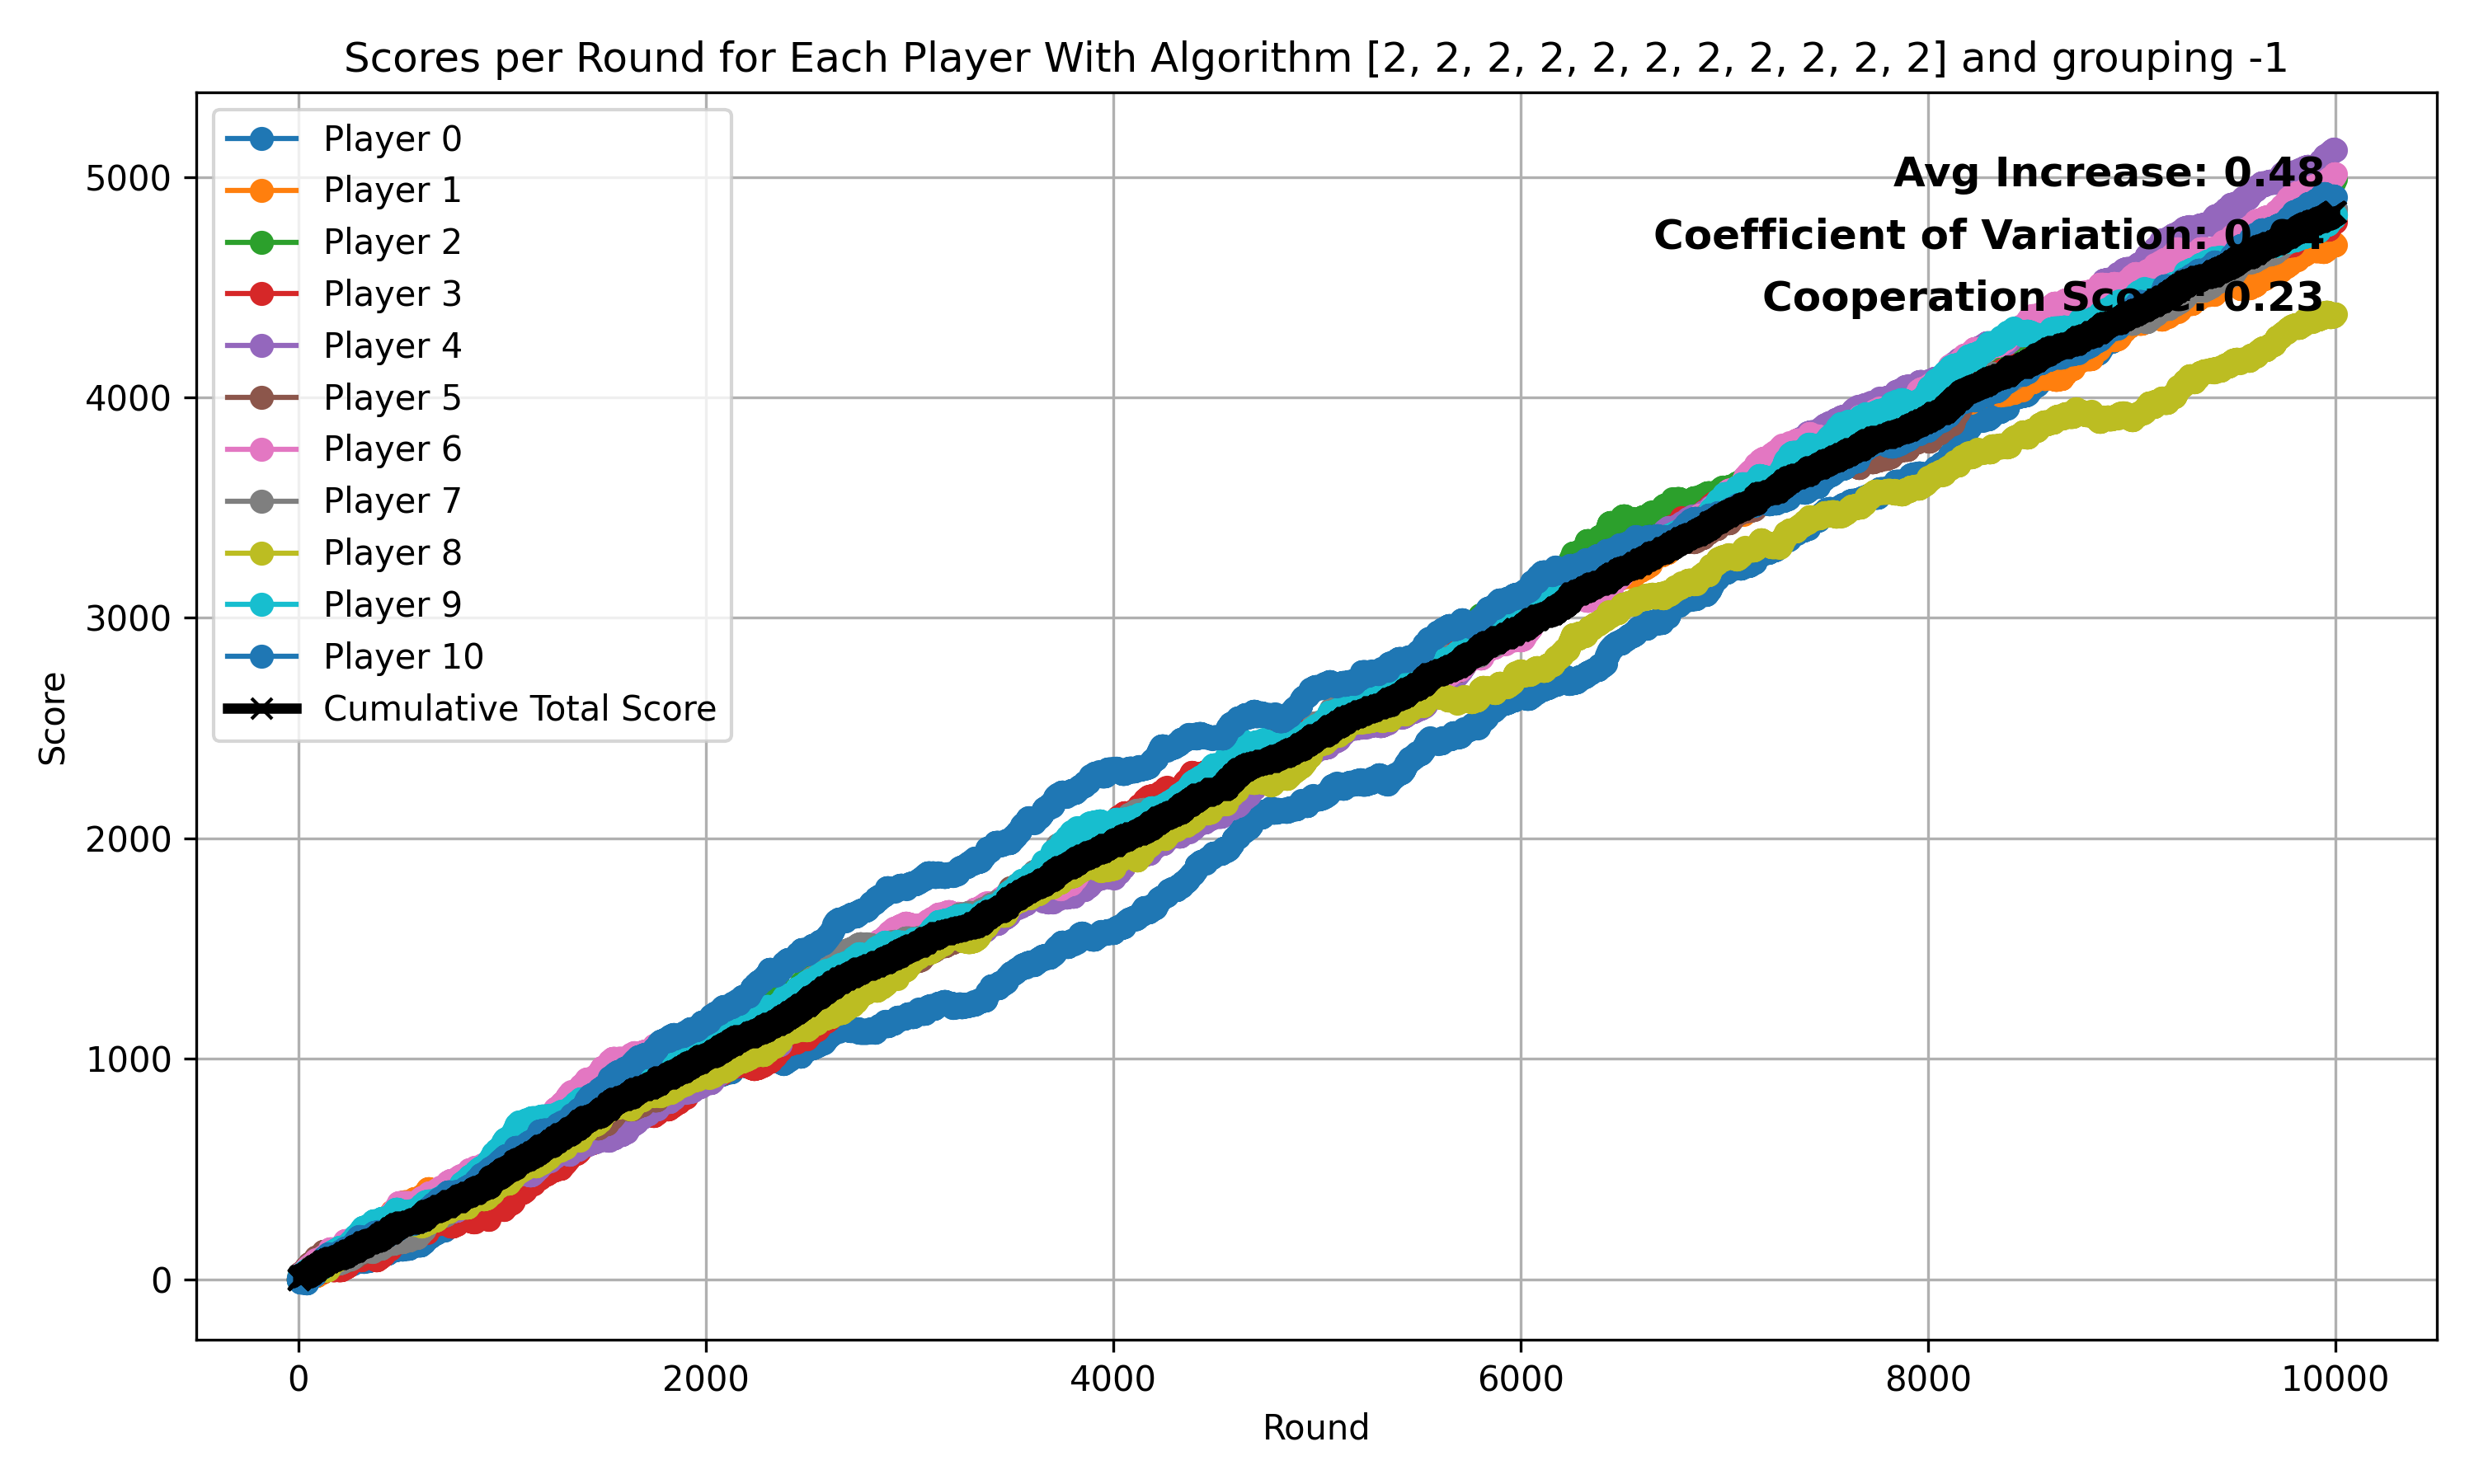 Scores per Round for Each Player With Algorithm [2, 2, 2, 2, 2, 2, 2, 2, 2, 2, 2] and grouping -1
Player 0
Player 1
Player 2
Player 3
Player 4
Player 5
Player 6
Player 7
Player 8
Player 9
Player 10
Cumulative Total Score
Avg Increase: 0.48
Coefficient of Variation:
Cooperation Score: 0.23
Score
5000
4000
3000
2000
1000
0
0
2000
4000
6000
8000
10000
Round